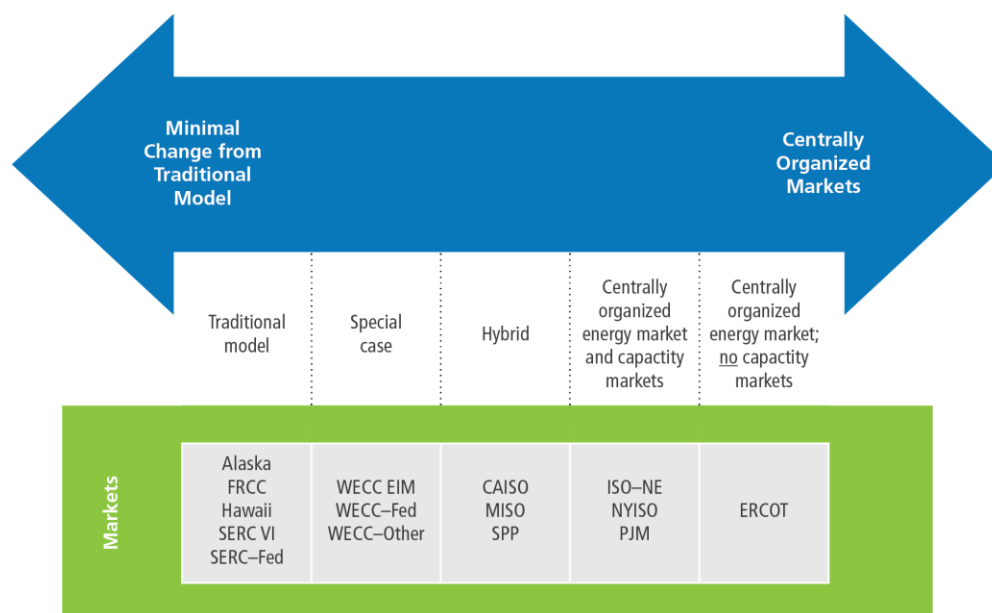 Minimal
Change from
Traditional
Model
Centrally
Organized
Markets
Traditional
model
Special
case
Hybrid
Centrally
organized
energy market
and capactity
markets
Centrally
organized
energy market;
no capactity
markets
Markets
Alaska
FRCC
Hawaii
SERC VI
SERC–Fed
WECC EIM
WECC–Fed
WECC–Other
CAISO
MISO
SPP
ISO–NE
NYISO
PJM
ERCOT